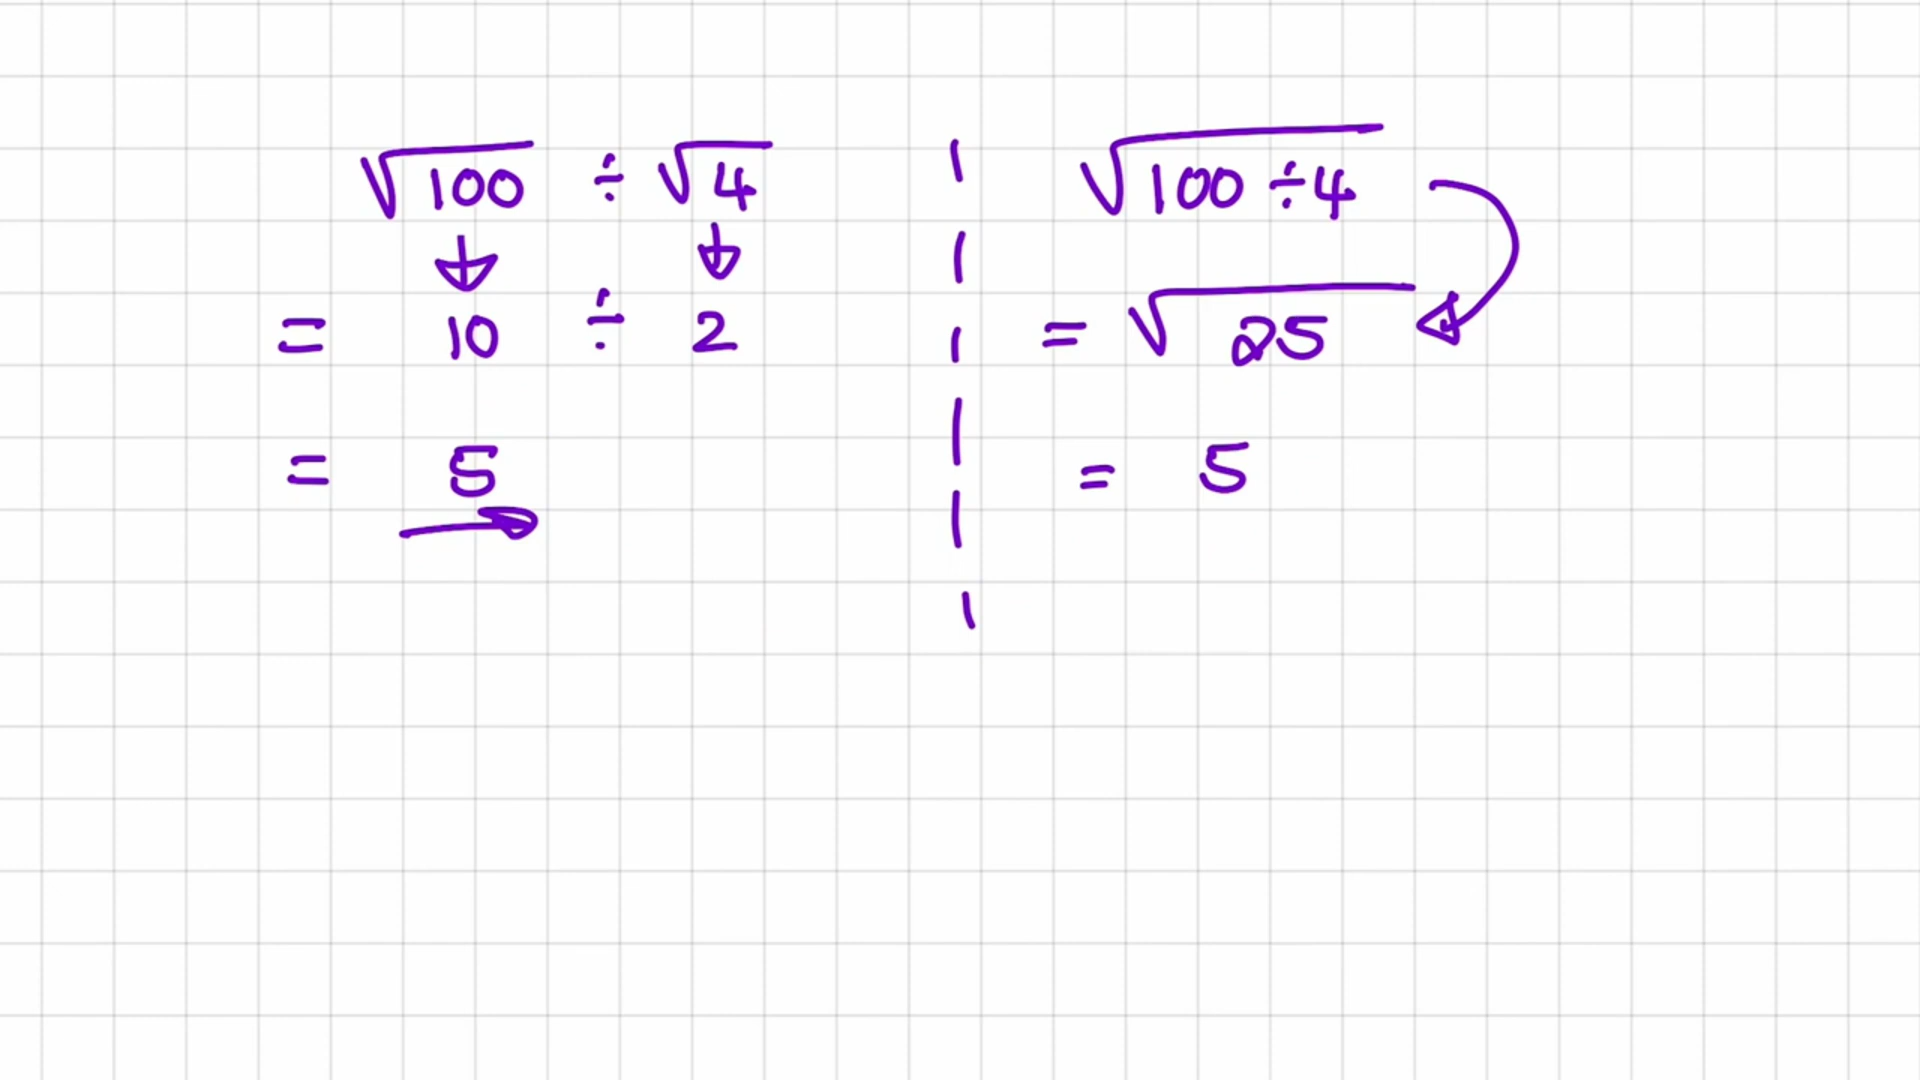 √100 ÷ √4
= 10 ÷ 2
= 5
√100÷4
= √25
= 5